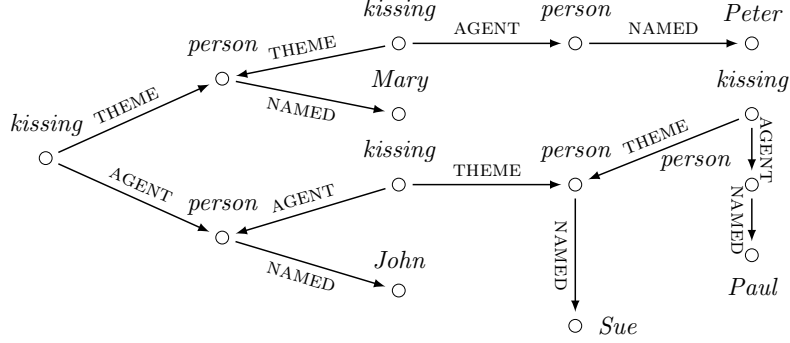 kissing
person
Peter
person
THEME
AGENT
NAMED
Mary
kissing
kissing
THEME
NAMED
kissing
person
THEME
person
AGENT
AGENT
person
AGENT
THEME
NAMED
NAMED
NAMED
John
Paul
Sue